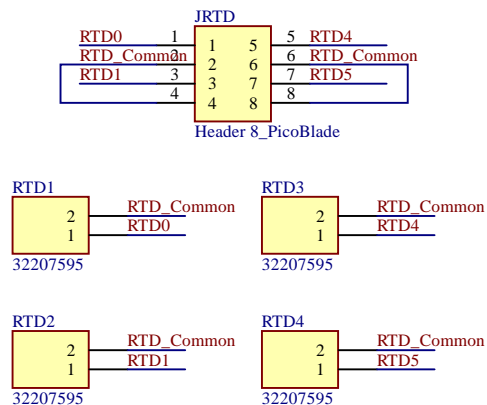 JRTD
RTD0 1 1 5 5 RTD4
RTD_Common 2 2 6 6 RTD_Common
RTD1 3 3 7 7 RTD5
4 4 8 8
Header 8_PicoBlade
RTD1
2 RTD_Common
1 RTD0
32207595
RTD3
2 RTD_Common
1 RTD4
32207595
RTD2
2 RTD_Common
1 RTD1
32207595
RTD4
2 RTD_Common
1 RTD5
32207595